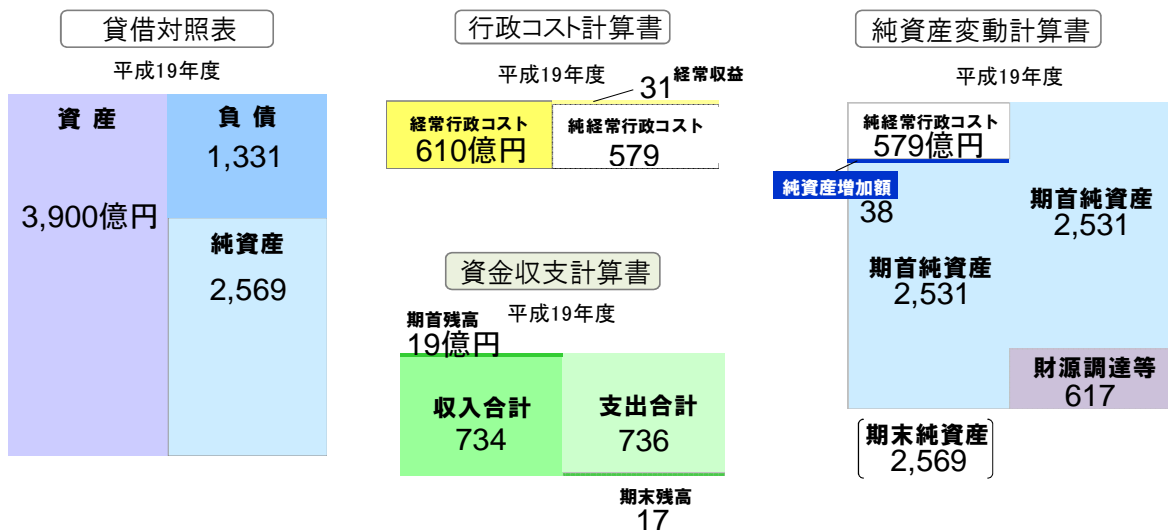 貸借対照表
平成19年度
資 産
3,900億円
負 債
1,331
純資産
2,569
行政コスト計算書
平成19年度
31 経常収益
経常行政コスト
610億円
純経常行政コスト
579
資金収支計算書
平成19年度
期首残高
19億円
収入合計
734
支出合計
736
期末残高
17
純資産変動計算書
平成19年度
純経常行政コスト
579億円
純資産増加額
38
期首純資産
2,531
期首純資産
2,531
財源調達等
617
期末純資産
2,569